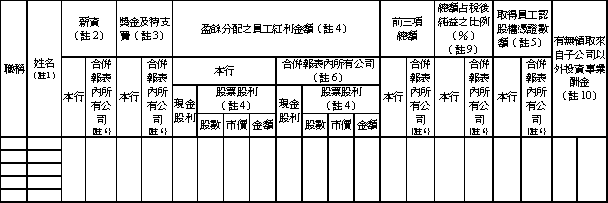 職稱
姓名
(註1)
薪資
(註2)
本行
合併報表內所有公司
(註6)
獎金及特支費(註3)
本行
合併報表內所有公司
(註6)
盈餘分配之員工紅利金額(註4)
本行
現金股利
股票股利
(註4)
股數
市價
金額
合併報表內所有公司
(註6)
現金股利
股票股利
(註4)
股數
市價
金額
前三項
總額
本行
合併報表內所有公司
(註6)
總額占稅後
純益之比例
(%)
(註9)
本行
合併報表內所有公司
(註6)
取得員工認
股權憑證數
額(註5)
本行
合併報表內所有公司
(註6)
有無領取來
自子公司以
外投資事業
酬金
(註10)